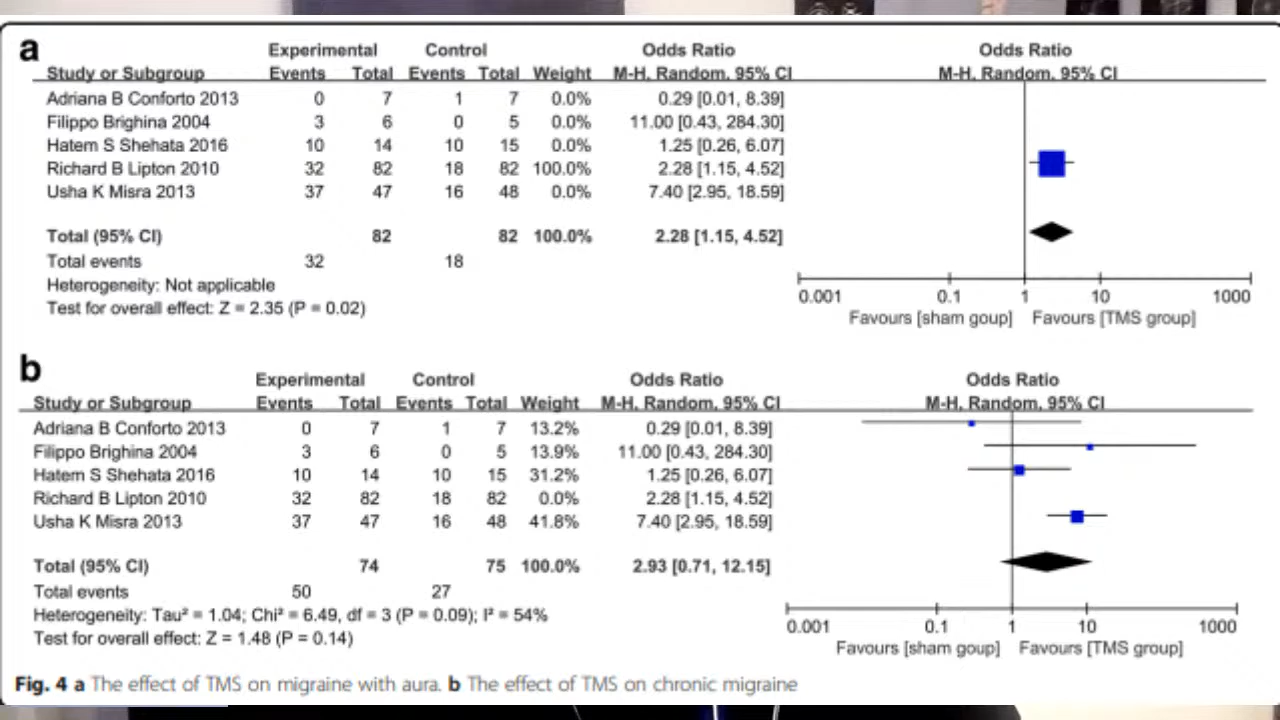 a
Experimental Control Odds Ratio Odds Ratio
Study or Subgroup Events Total Events Total Weight M-H, Random, 95% CI M-H, Random, 95% CI
Adriana B Conforto 2013 0 7 1 7 0.0% 0.29 [0.01, 8.39]
Filippo Brighina 2004 3 6 0 5 0.0% 11.00 [0.43, 284.30]
Hatem S Shehata 2016 10 14 10 15 0.0% 1.25 [0.26, 6.07]
Richard B Lipton 2010 32 82 18 82 100.0% 2.28 [1.15, 4.52]
Usha K Misra 2013 37 47 16 48 0.0% 7.40 [2.95, 18.59]
Total (95% CI) 82 82 100.0% 2.28 [1.15, 4.52]
Total events 32 18
Heterogeneity: Not applicable
Test for overall effect: Z = 2.35 (P = 0.02)
0.001 0.1 1 10 1000
Favours [sham goup] Favours [TMS group]
b
Experimental Control Odds Ratio Odds Ratio
Study or Subgroup Events Total Events Total Weight M-H, Random, 95% CI M-H, Random, 95% CI
Adriana B Conforto 2013 0 7 1 7 13.2% 0.29 [0.01, 8.39]
Filippo Brighina 2004 3 6 0 5 13.9% 11.00 [0.43, 284.30]
Hatem S Shehata 2016 10 14 10 15 31.2% 1.25 [0.26, 6.07]
Richard B Lipton 2010 32 82 18 82 0.0% 2.28 [1.15, 4.52]
Usha K Misra 2013 37 47 16 48 41.8% 7.40 [2.95, 18.59]
Total (95% CI) 74 75 100.0% 2.93 [0.71, 12.15]
Total events 50 27
Heterogeneity: Tau² = 1.04; Chi² = 6.49, df = 3 (P = 0.09); I² = 54%
Test for overall effect: Z = 1.48 (P = 0.14)
0.001 0.1 1 10 1000
Favours [sham goup] Favours [TMS group]
Fig. 4 a The effect of TMS on migraine with aura. b The effect of TMS on chronic migraine